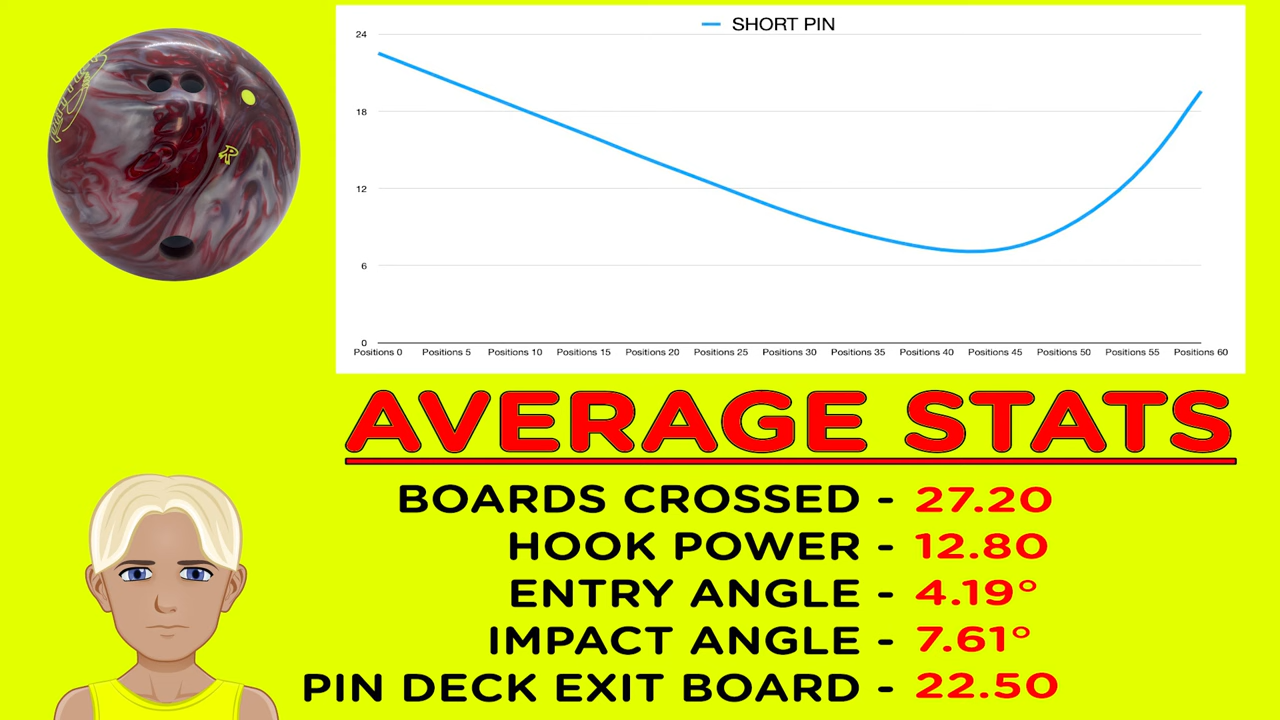 SHORT PIN
24
18
12
6
0
Positions 0 Positions 5 Positions 10 Positions 15 Positions 20 Positions 25 Positions 30 Positions 35 Positions 40 Positions 45 Positions 50 Positions 55 Positions 60
AVERAGE STATS
BOARDS CROSSED - 27.20
HOOK POWER - 12.80
ENTRY ANGLE - 4.19°
IMPACT ANGLE - 7.61°
PIN DECK EXIT BOARD - 22.50